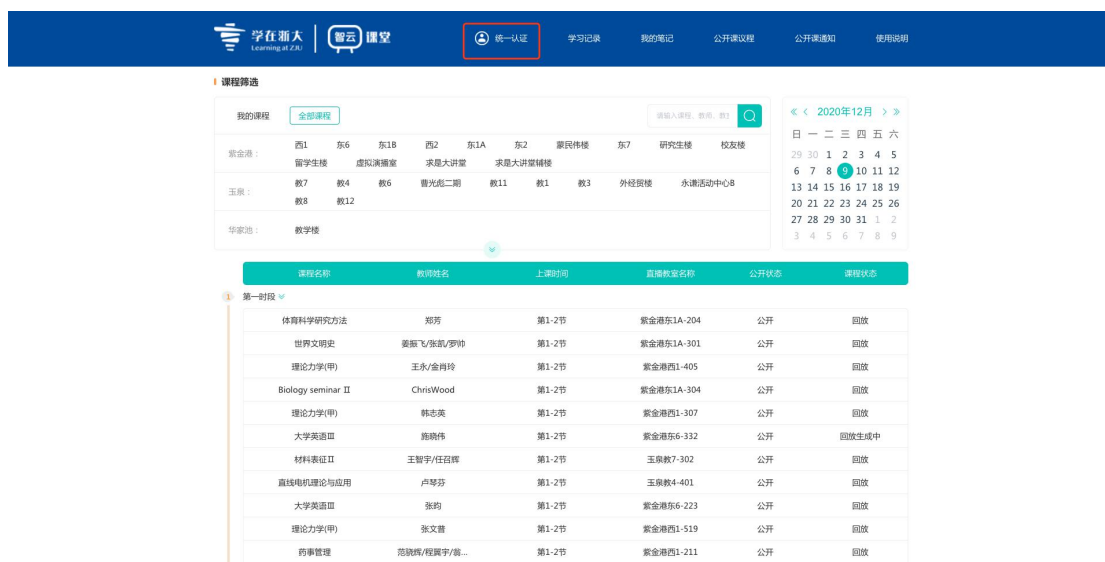 学在浙大 智云 课堂 统一认证 学习记录 我的笔记 公开课议程 公开课通知 使用说明
Learning at ZJU
课程筛选
我的课程 全部课程 请输入课程、教师、教
紫金港： 西1 东6 东1B 西2 东1A 东2 蒙民伟楼 东7 研究生楼 校友楼
留学生楼 虚拟演播室 求是大讲堂 求是大讲堂辅楼
玉泉： 教7 教4 教6 曹光彪二期 教11 教1 教3 外经贸楼 永谦活动中心B
教8 教12
华家池： 教学楼
2020年12月
日 一 二 三 四 五 六
29 30 1 2 3 4 5
6 7 8 9 10 11 12
13 14 15 16 17 18 19
20 21 22 23 24 25 26
27 28 29 30 31 1 2
3 4 5 6 7 8 9
课程名称 教师姓名 上课时间 直播教室名称 公开状态 课程状态
1 第一时段
体育科学研究方法 郑芳 第1-2节 紫金港东1A-204 公开 回放
世界文明史 姜振飞/张凯/罗帅 第1-2节 紫金港东1A-301 公开 回放
理论力学(甲) 王永/金肖玲 第1-2节 紫金港西1-405 公开 回放
Biology seminar Ⅱ ChrisWood 第1-2节 紫金港东1A-304 公开 回放
理论力学(甲) 韩志英 第1-2节 紫金港西1-307 公开 回放
大学英语Ⅲ 施晓伟 第1-2节 紫金港东6-332 公开 回放生成中
材料表征Ⅱ 王智宇/任召辉 第1-2节 玉泉教7-302 公开 回放
直线电机理论与应用 卢琴芬 第1-2节 玉泉教4-401 公开 回放
大学英语Ⅲ 张昀 第1-2节 紫金港东6-223 公开 回放
理论力学(甲) 张文普 第1-2节 紫金港西1-519 公开 回放
药事管理 范骁辉/程翼宇/翁... 第1-2节 紫金港西1-211 公开 回放